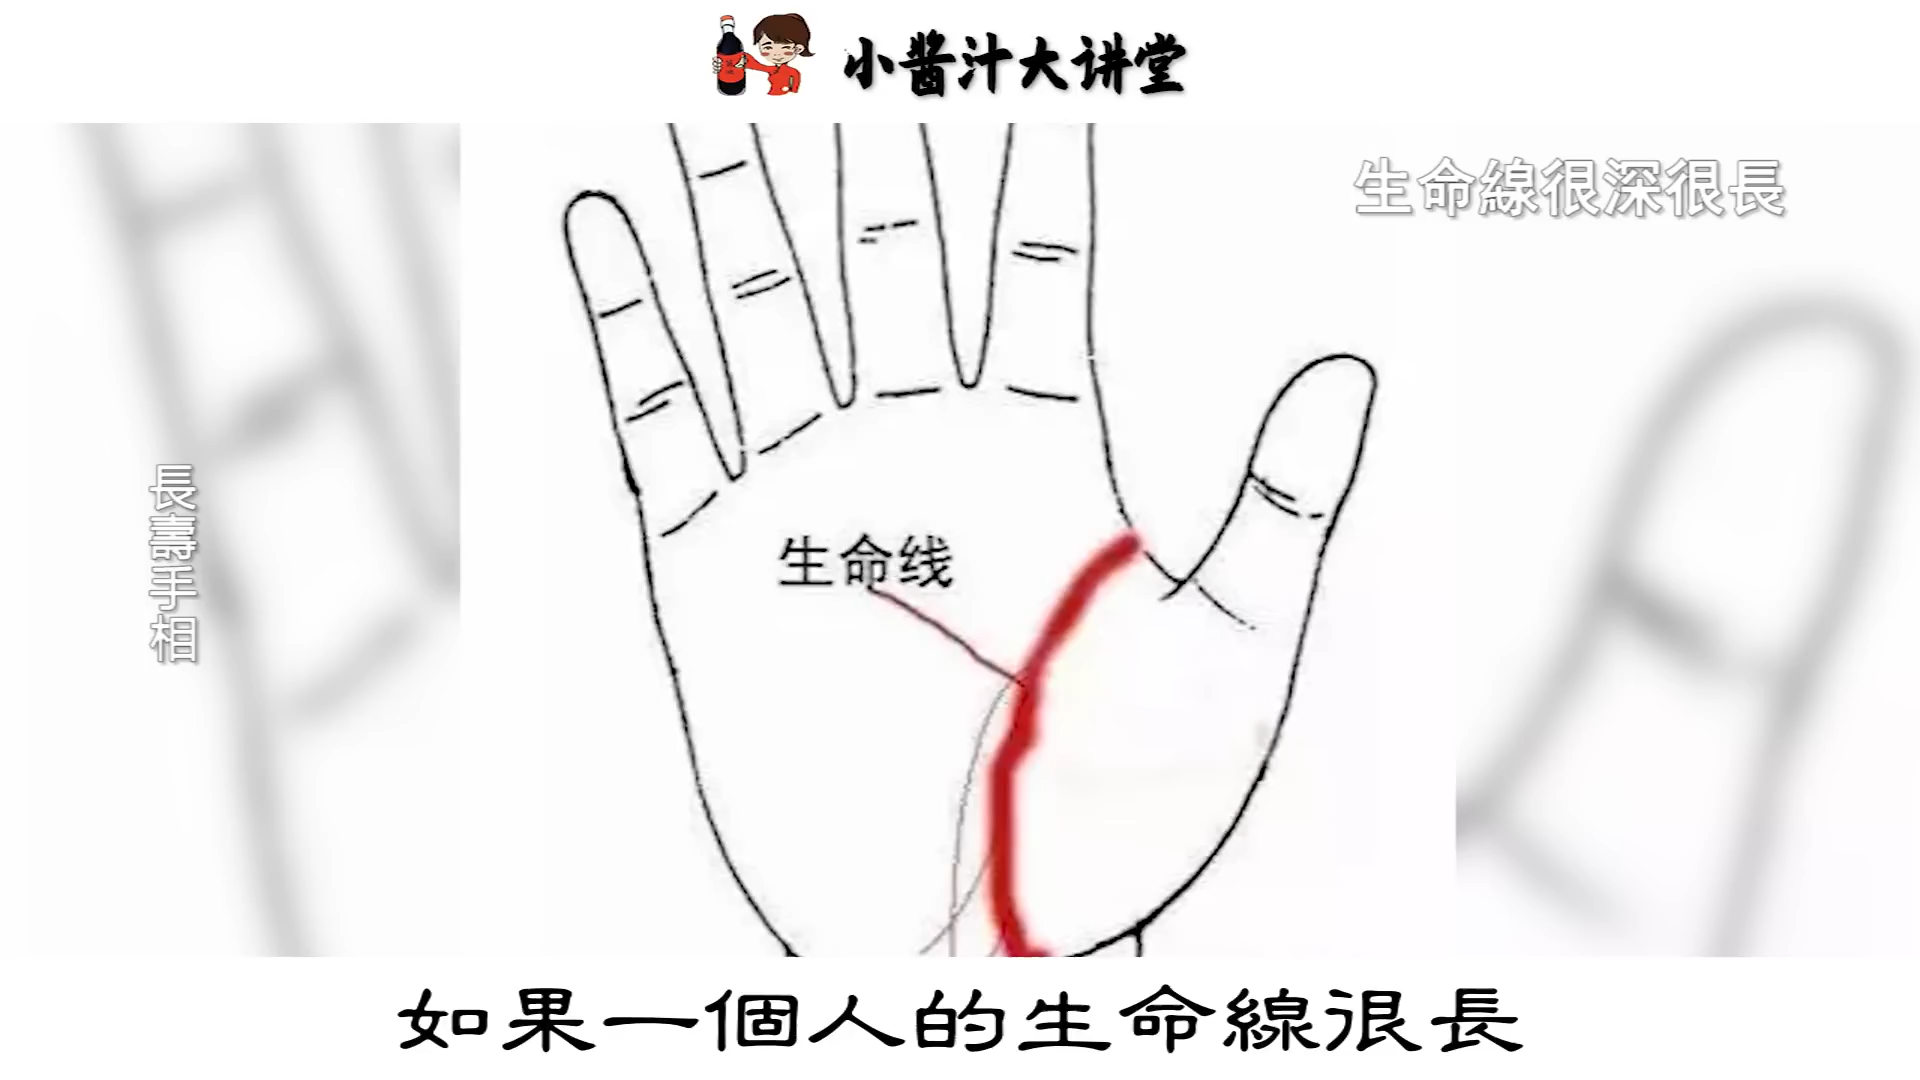 小酱汁大讲堂
生命線很深很長
長壽手相
生命线
如果一個人的生命線很長